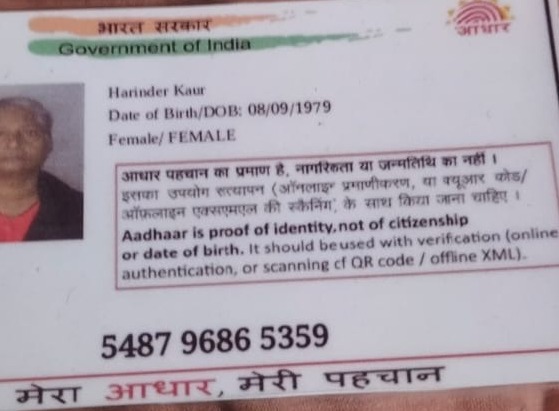 भारत सरकार
Government of India
आधार
Harinder Kaur
Date of Birth/DOB: 08/09/1979
Female/ FEMALE
आधार पहचान का प्रमाण है, नागरिकता या जन्मतिथि का नहीं ।
इसका उपयोग सत्यापन (ऑनलाइन प्रमाणीकरण, या क्यूआर कोड/
ऑफ़लाइन एक्सएमएल की स्कैनिंग) के साथ किया जाना चाहिए ।
Aadhaar is proof of identity, not of citizenship
or date of birth. It should be used with verification (online
authentication, or scanning of QR code / offline XML).
5487 9686 5359
मेरा आधार, मेरी पहचान